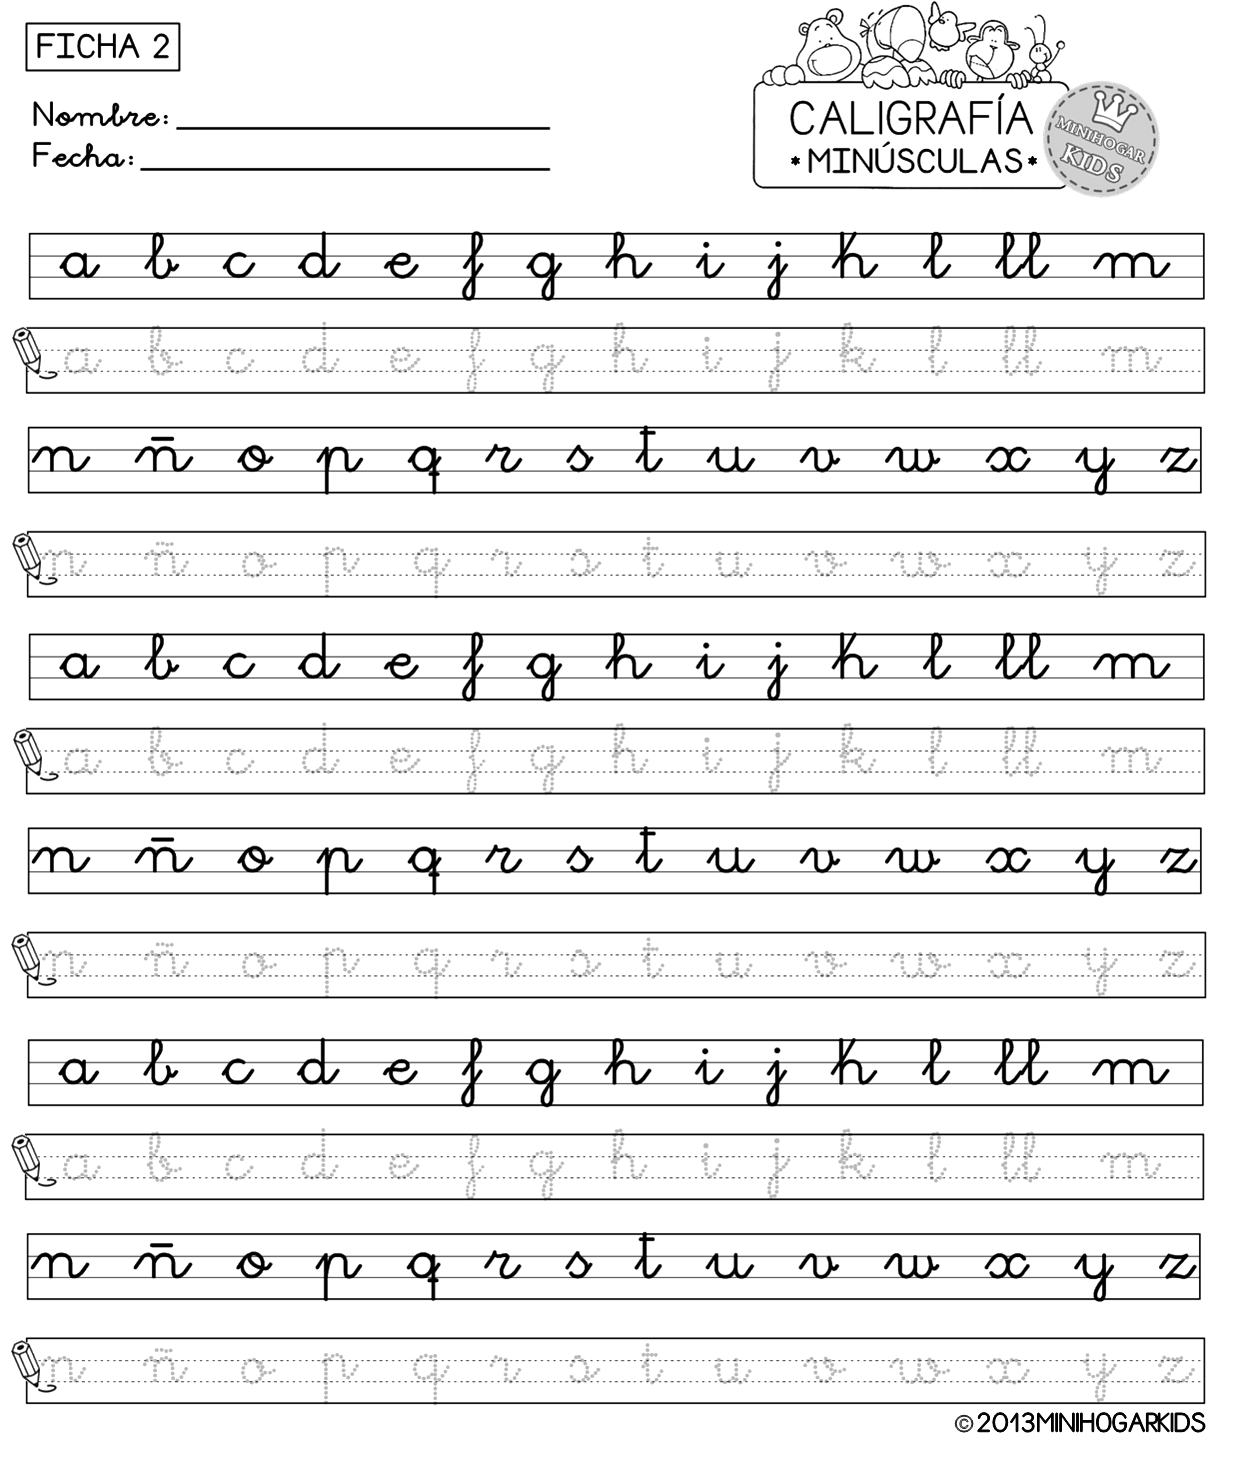 FICHA 2
Nombre:
Fecha:
CALIGRAFÍA
*MINÚSCULAS*
MINIHOGAR
KIDS
a b c d e f g h i j k l ll m
a b c d e f g h i j k l ll m
n ñ o p q r s t u v w x y z
n ñ o p q r s t u v w x y z
a b c d e f g h i j k l ll m
a b c d e f g h i j k l ll m
n ñ o p q r s t u v w x y z
n ñ o p q r s t u v w x y z
a b c d e f g h i j k l ll m
a b c d e f g h i j k l ll m
n ñ o p q r s t u v w x y z
n ñ o p q r s t u v w x y z
©2013MINIHOGARKIDS